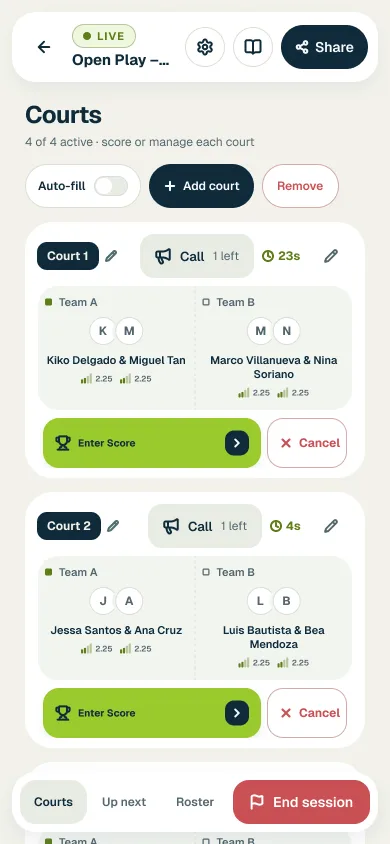 LIVE
Open Play –...
Share
Courts
4 of 4 active · score or manage each court
Auto-fill
Add court
Remove
Court 1
Call 1 left
23s
Team A
Team B
K M
M N
Kiko Delgado & Miguel Tan
Marco Villanueva & Nina
Soriano
2.25 2.25
2.25 2.25
Enter Score
Cancel
Court 2
Call 1 left
4s
Team A
Team B
J A
L B
Jessa Santos & Ana Cruz
Luis Bautista & Bea
Mendoza
2.25 2.25
2.25 2.25
Enter Score
Cancel
Courts
Up next
Roster
End session
Team A
Team B